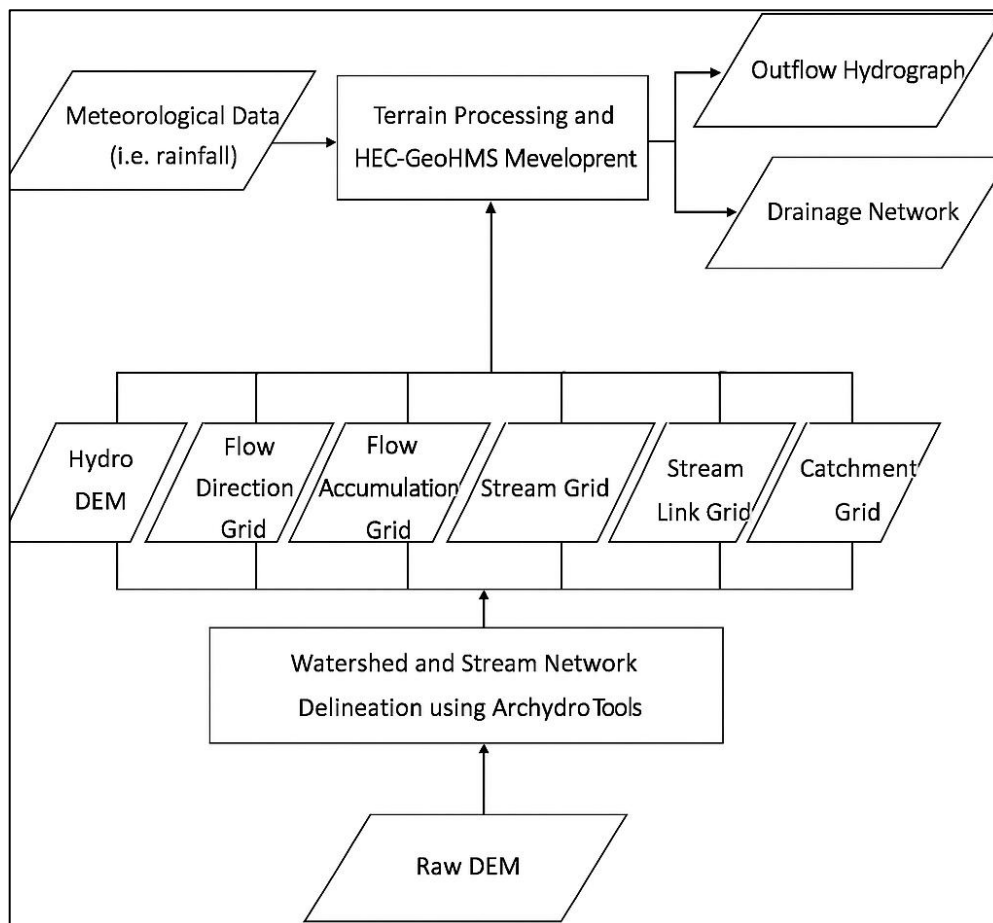 Meteorological Data
(i.e. rainfall)
Terrain Processing and
HEC-GeoHMS Meveloprent
Outflow Hydrograph
Drainage Network
Hydro
DEM
Flow
Direction
Grid
Flow
Accumulation
Grid
Stream Grid
Stream
Link Grid
Catchment
Grid
Watershed and Stream Network
Delineation using Archydro Tools
Raw DEM